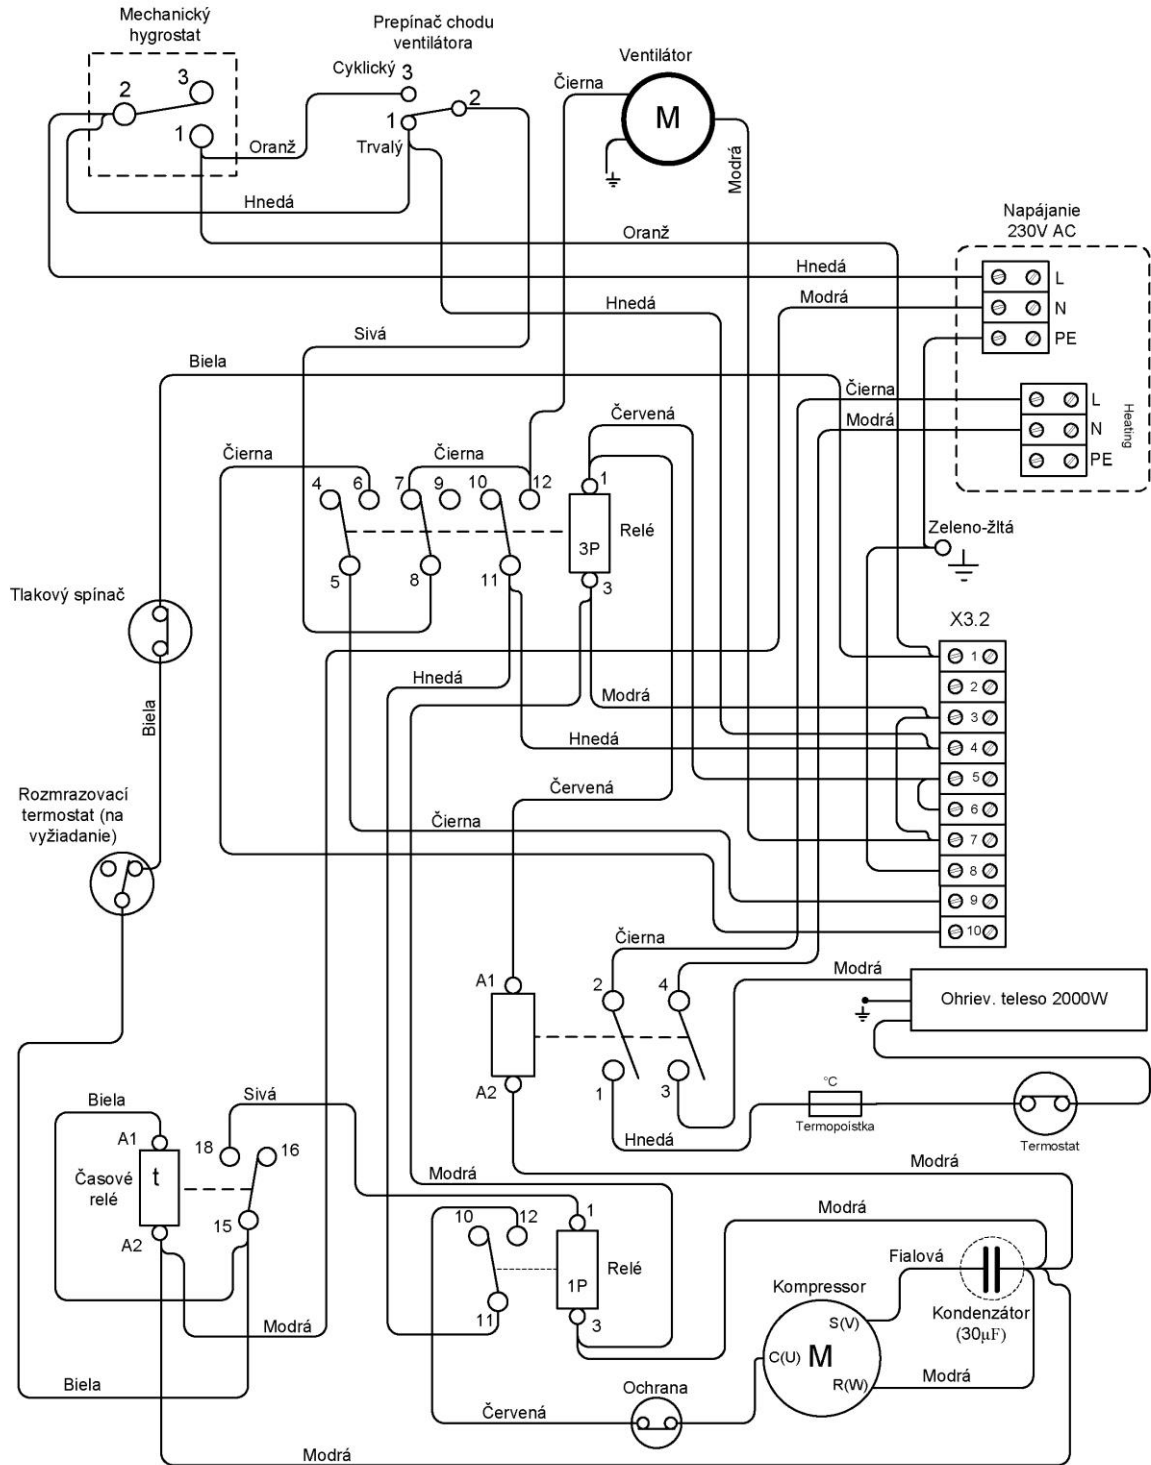 Mechanický
hygrostat
Prepínač chodu
ventilátora
Ventilátor
Cyklický
3
2
1
Trvalý
2
3
1
Čierna
M
Modrá
Oranž
Hnedá
Oranž
Napájanie
230V AC
Hnedá
L
Modrá
N
PE
Hnedá
Sivá
Biela
Čierna
L
Modrá
N
PE
Heating
Červená
Čierna
Čierna
4
6
7
9
10
12
1
Relé
3P
5
8
11
3
Zeleno-žltá
Tlakový spínač
X3.2
1
2
3
4
5
6
7
8
9
10
Hnedá
Modrá
Biela
Hnedá
Červená
Rozmrazovací
termostat (na
vyžiadanie)
Čierna
Čierna
Modrá
A1
2
4
Ohriev. teleso 2000W
A2
1
3
°C
Termopoistka
Termostat
Hnedá
Biela
Sivá
A1
18
16
Časové
relé
t
15
A2
Modrá
Modrá
10
12
1
Relé
1P
11
3
Modrá
Fialová
Kompressor
Kondenzátor
(30µF)
S(V)
C(U)
M
R(W)
Modrá
Modrá
Biela
Ochrana
Červená
Modrá